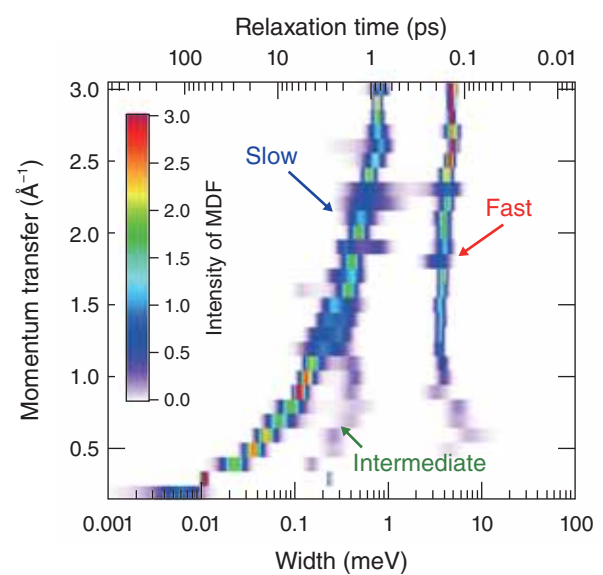 Relaxation time (ps)
100 10 1 0.1 0.01
Momentum transfer (Å⁻¹)
3.0
2.5
2.0
1.5
1.0
0.5
3.0
2.5
2.0
1.5
1.0
0.5
0.0
Intensity of MDF
Slow
Fast
Intermediate
0.001 0.01 0.1 1 10 100
Width (meV)